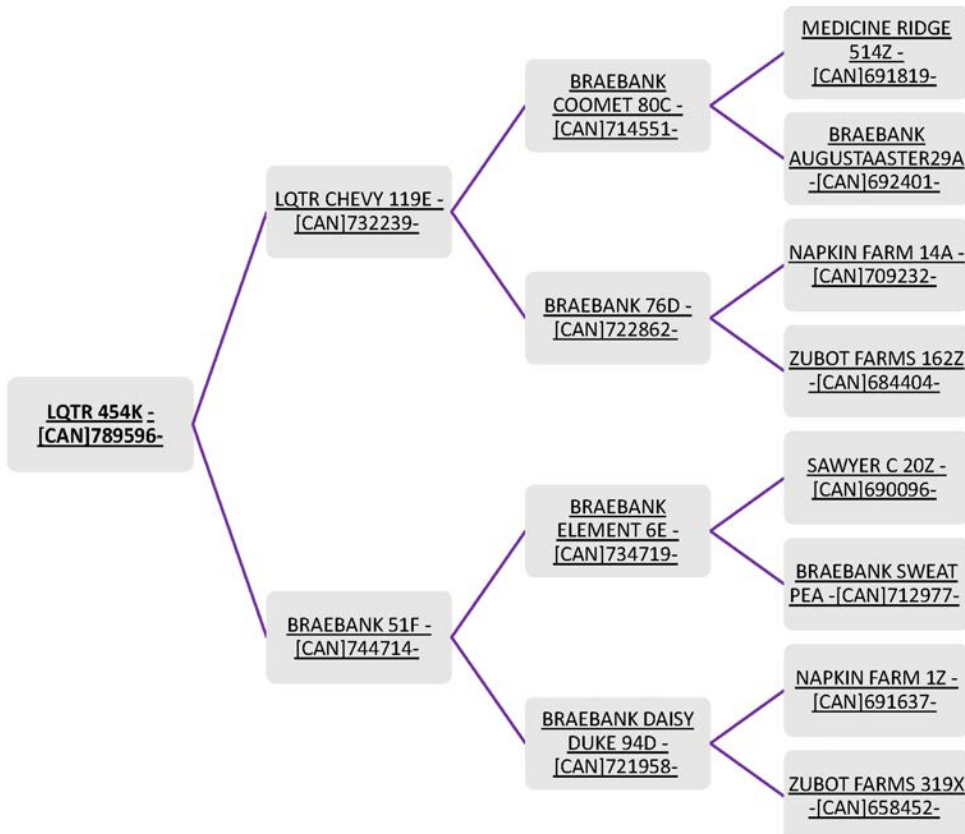 MEDICINE RIDGE
514Z -
[CAN]691819-
BRAEBANK
COOMET 80C -
[CAN]714551-
BRAEBANK
AUGUSTAASTER29A
-[CAN]692401-
LQTR CHEVY 119E -
[CAN]732239-
NAPKIN FARM 14A -
[CAN]709232-
BRAEBANK 76D -
[CAN]722862-
ZUBOT FARMS 162Z
-[CAN]684404-
LQTR 454K -
[CAN]789596-
SAWYER C 20Z -
[CAN]690096-
BRAEBANK
ELEMENT 6E -
[CAN]734719-
BRAEBANK SWEAT
PEA -[CAN]712977-
BRAEBANK 51F -
[CAN]744714-
NAPKIN FARM 1Z -
[CAN]691637-
BRAEBANK DAISY
DUKE 94D -
[CAN]721958-
ZUBOT FARMS 319X
-[CAN]658452-